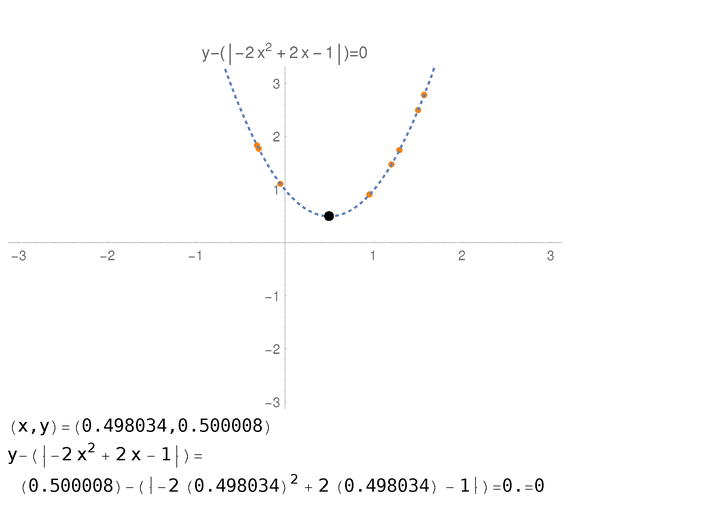 y−(|−2 x² + 2 x − 1|)=0
3
2
1
−3 −2 −1 1 2 3
−1
−2
−3
(x,y)=(0.498034,0.500008)
y−(|−2 x² + 2 x − 1|)=
(0.500008)−(|−2 (0.498034)² + 2 (0.498034) − 1|)=0.=0